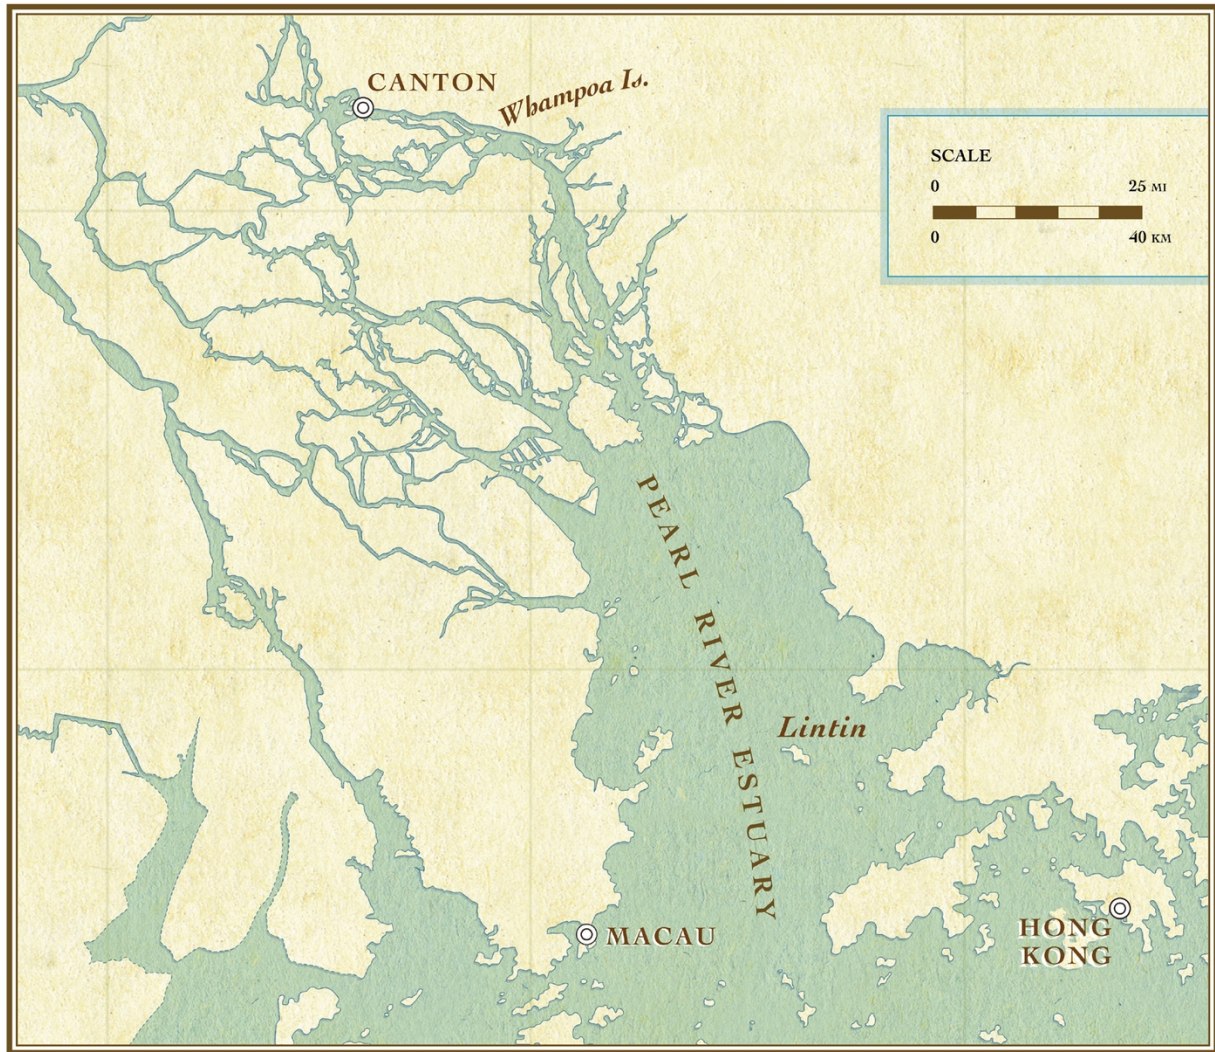 CANTON
Whampoa Is.
SCALE
0 25 MI
0 40 KM
PEARL RIVER ESTUARY
Lintin
MACAU
HONG
KONG